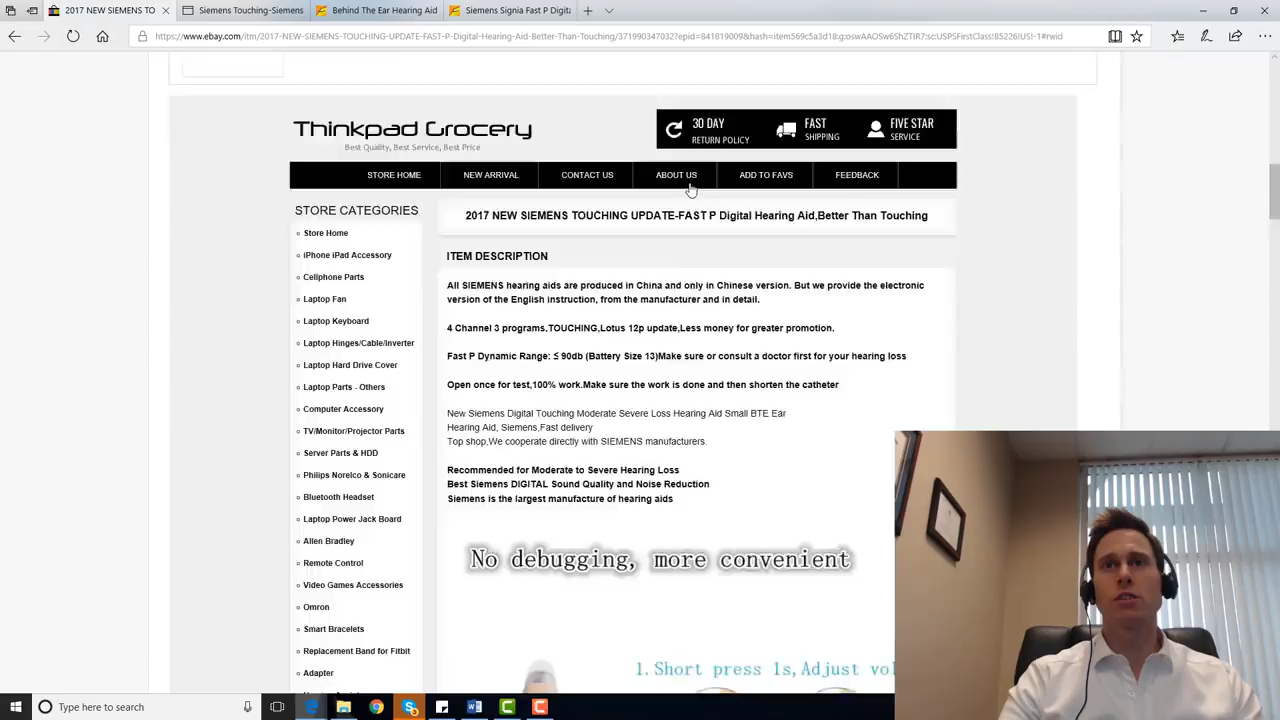 2017 NEW SIEMENS TO
Siemens Touching-Siemens
Behind The Ear Hearing Aid
Siemens Signia Fast P Digita
https://www.ebay.com/itm/2017-NEW-SIEMENS-TOUCHING-UPDATE-FAST-P-Digital-Hearing-Aid-Better-Than-Touching/371990347032?epid=841819009&hash=item569c5a3d18:g:oswAAOSw6ShZTIR7:sc:USPSFirstClass!85226!US!-1#rwid
Thinkpad Grocery
Best Quality, Best Service, Best Price
30 DAY
RETURN POLICY
FAST
SHIPPING
FIVE STAR
SERVICE
STORE HOME
NEW ARRIVAL
CONTACT US
ABOUT US
ADD TO FAVS
FEEDBACK
STORE CATEGORIES
Store Home
iPhone iPad Accessory
Cellphone Parts
Laptop Fan
Laptop Keyboard
Laptop Hinges/Cable/Inverter
Laptop Hard Drive Cover
Laptop Parts - Others
Computer Accessory
TV/Monitor/Projector Parts
Server Parts & HDD
Philips Norelco & Sonicare
Bluetooth Headset
Laptop Power Jack Board
Allen Bradley
Remote Control
Video Games Accessories
Omron
Smart Bracelets
Replacement Band for Fitbit
Adapter
2017 NEW SIEMENS TOUCHING UPDATE-FAST P Digital Hearing Aid,Better Than Touching
ITEM DESCRIPTION
All SIEMENS hearing aids are produced in China and only in Chinese version. But we provide the electronic
version of the English instruction, from the manufacturer and in detail.
4 Channel 3 programs,TOUCHING,Lotus 12p update,Less money for greater promotion.
Fast P Dynamic Range: ≤ 90db (Battery Size 13)Make sure or consult a doctor first for your hearing loss
Open once for test,100% work.Make sure the work is done and then shorten the catheter
New Siemens Digital Touching Moderate Severe Loss Hearing Aid Small BTE Ear
Hearing Aid, Siemens,Fast delivery
Top shop,We cooperate directly with SIEMENS manufacturers.
Recommended for Moderate to Severe Hearing Loss
Best Siemens DIGITAL Sound Quality and Noise Reduction
Siemens is the largest manufacture of hearing aids
No debugging, more convenient
1.Short press 1s,Adjust vol
Type here to search